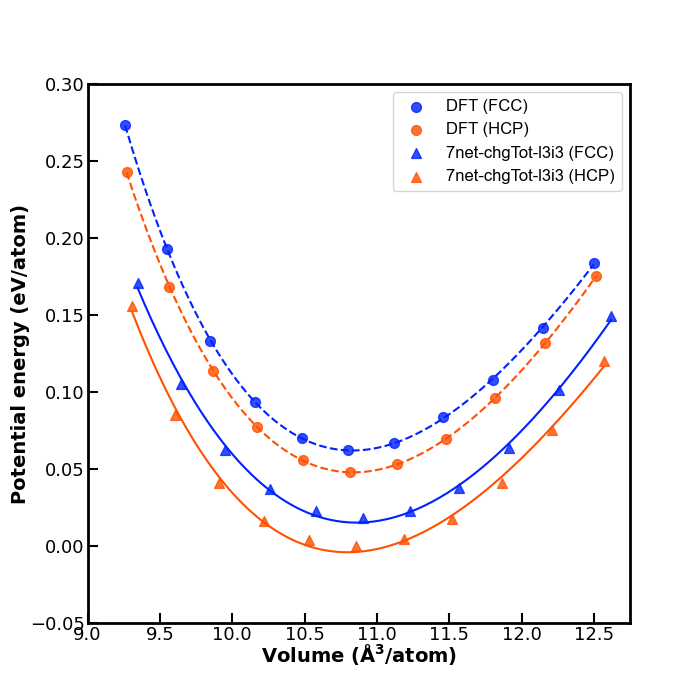 DFT (FCC)
DFT (HCP)
7net-chgTot-l3i3 (FCC)
7net-chgTot-l3i3 (HCP)
Potential energy (eV/atom)
0.30
0.25
0.20
0.15
0.10
0.05
0.00
−0.05
9.0 9.5 10.0 10.5 11.0 11.5 12.0 12.5
Volume (Å³/atom)